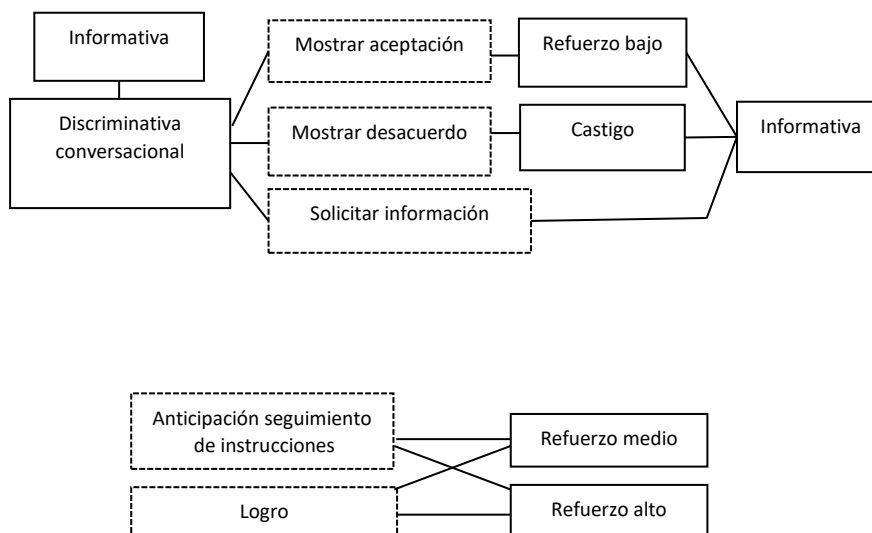 Informativa
Mostrar aceptación
Refuerzo bajo
Discriminativa
conversacional
Mostrar desacuerdo
Castigo
Informativa
Solicitar información
Anticipación seguimiento
de instrucciones
Refuerzo medio
Logro
Refuerzo alto